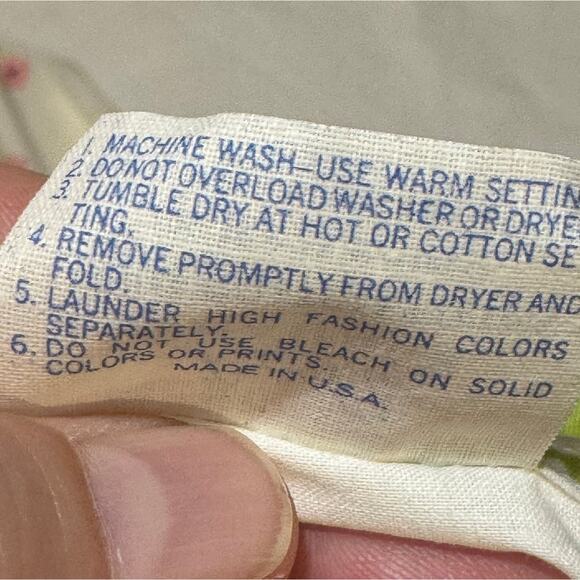 1. MACHINE WASH–USE WARM SETTIN
2. DO NOT OVERLOAD WASHER OR DRYE
3. TUMBLE DRY AT HOT OR COTTON SE
TING.
4. REMOVE PROMPTLY FROM DRYER AND
FOLD.
5. LAUNDER HIGH FASHION COLORS
SEPARATELY.
6. DO NOT USE BLEACH ON SOLID
COLORS OR PRINTS.
MADE IN U.S.A.